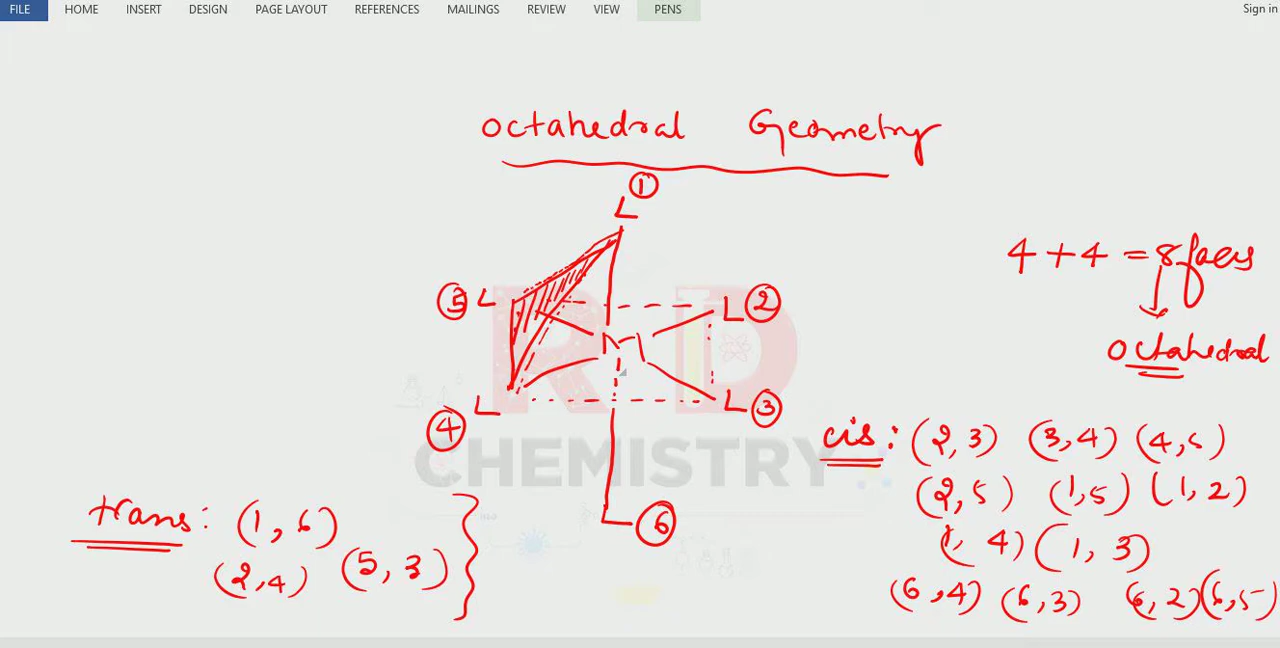 FILE HOME INSERT DESIGN PAGE LAYOUT REFERENCES MAILINGS REVIEW VIEW PENS Sign in
octahedral Geometry
L ①
4 + 4 = 8 faces
octahedral
⑤ L L ②
M
④ L L ③
L ⑥
RD
CHEMISTRY
cis : (2, 3) (3, 4) (4, 5)
(2, 5) (1, 5) (1, 2)
(1, 4) (1, 3)
(6, 4) (6, 3) (6, 2) (6, 5)
trans : (1, 6)
(2, 4) (5, 3)